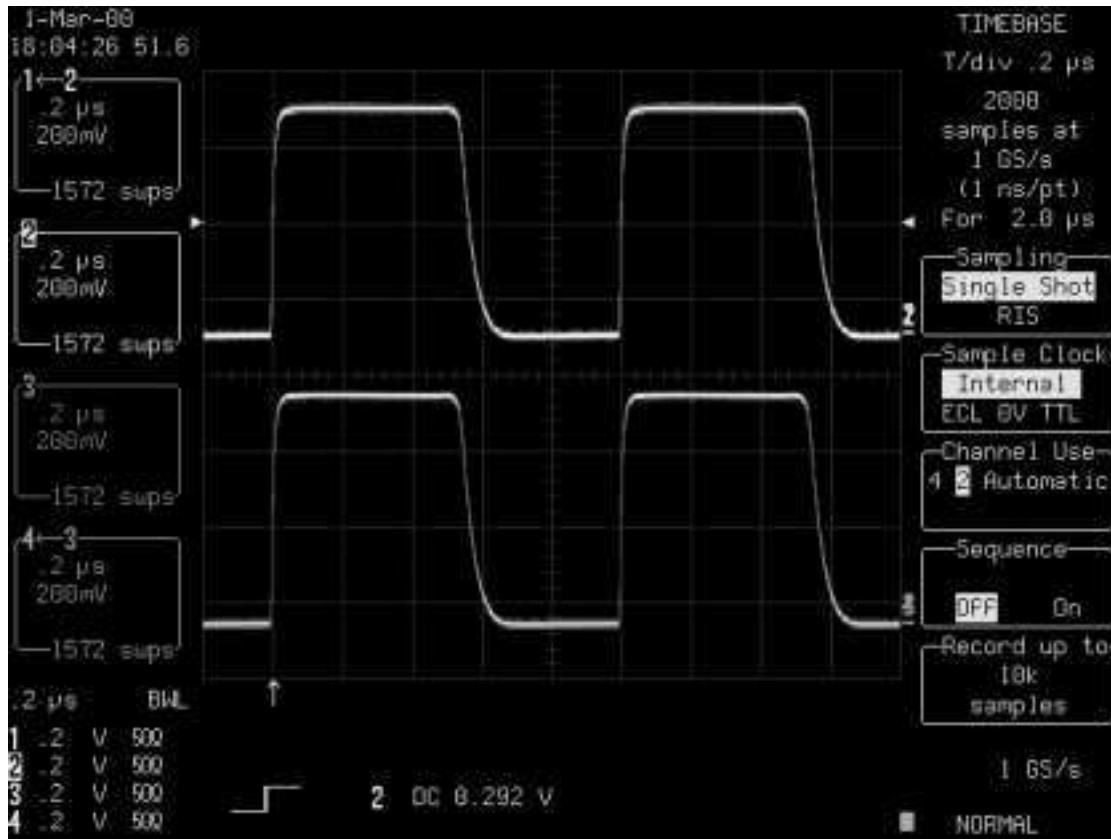 1-Mar-00
18:04:26 51.6
1←2
.2 µs
200mV
1572 swps
2
.2 µs
200mV
1572 swps
3
.2 µs
200mV
1572 swps
4←3
.2 µs
200mV
1572 swps
.2 µs BWL
1 .2 V 50Ω
2 .2 V 50Ω
3 .2 V 50Ω
4 .2 V 50Ω
2 DC 0.292 V
2
3
TIMEBASE
T/div .2 µs
2000
samples at
1 GS/s
(1 ns/pt)
For 2.0 µs
Sampling
Single Shot
RIS
Sample Clock
Internal
ECL 0V TTL
Channel Use
4 2 Automatic
Sequence
OFF On
Record up to
10k
samples
1 GS/s
NORMAL